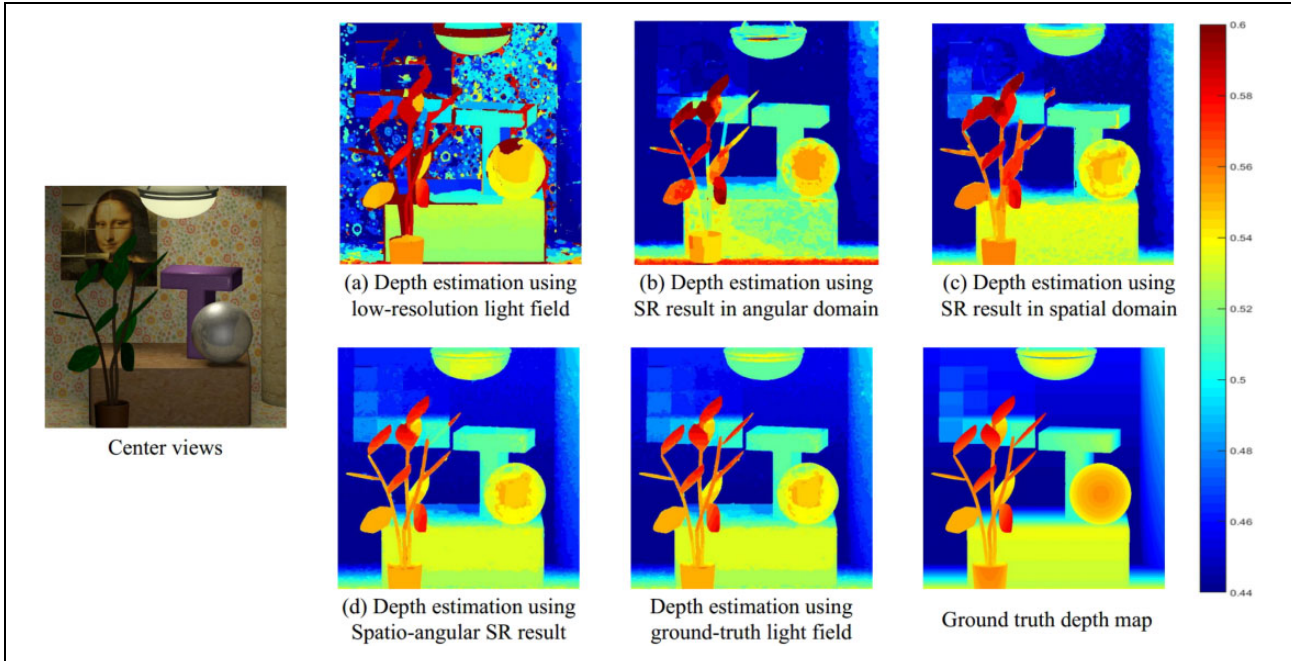 (a) Depth estimation using
low-resolution light field
(b) Depth estimation using
SR result in angular domain
(c) Depth estimation using
SR result in spatial domain
Center views
(d) Depth estimation using
Spatio-angular SR result
Depth estimation using
ground-truth light field
Ground truth depth map
0.6
0.58
0.56
0.54
0.52
0.5
0.48
0.46
0.44